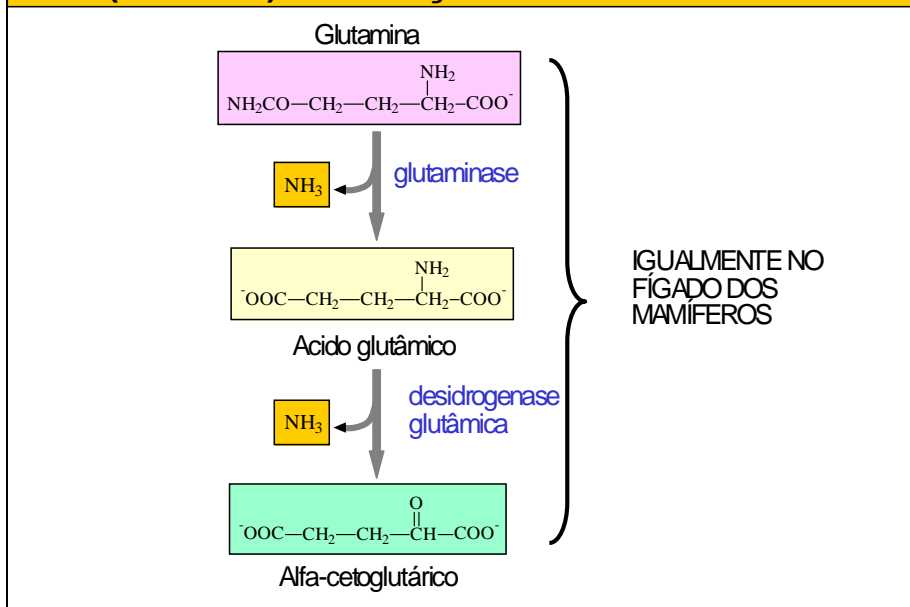 Glutamina
NH₂
NH₂CO—CH₂—CH₂—CH₂—COO⁻
glutaminase
NH₃
NH₂
⁻OOC—CH₂—CH₂—CH₂—COO⁻
Acido glutâmico
desidrogenase
glutâmica
NH₃
O
⁻OOC—CH₂—CH₂—CH—COO⁻
Alfa-cetoglutárico
IGUALMENTE NO
FÍGADO DOS
MAMÍFEROS